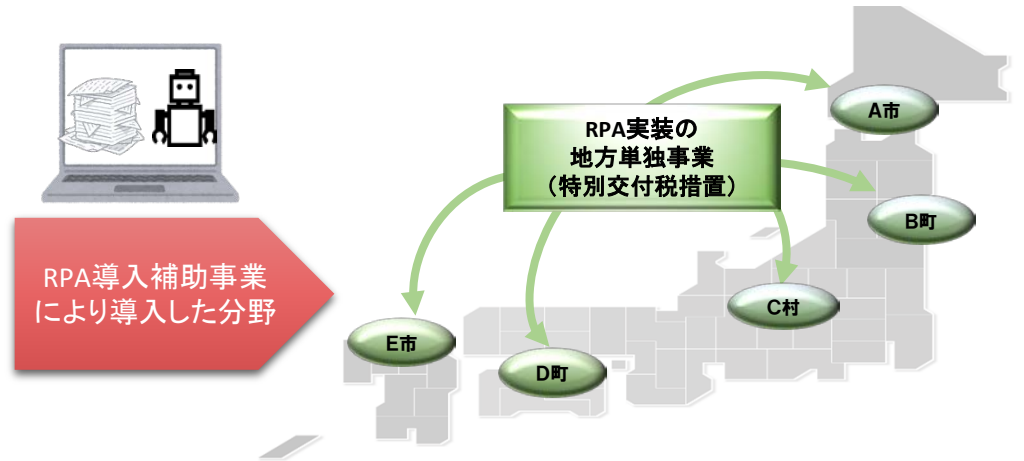 RPA導入補助事業
により導入した分野
RPA実装の
地方単独事業
（特別交付税措置）
A市
B町
C村
D町
E市